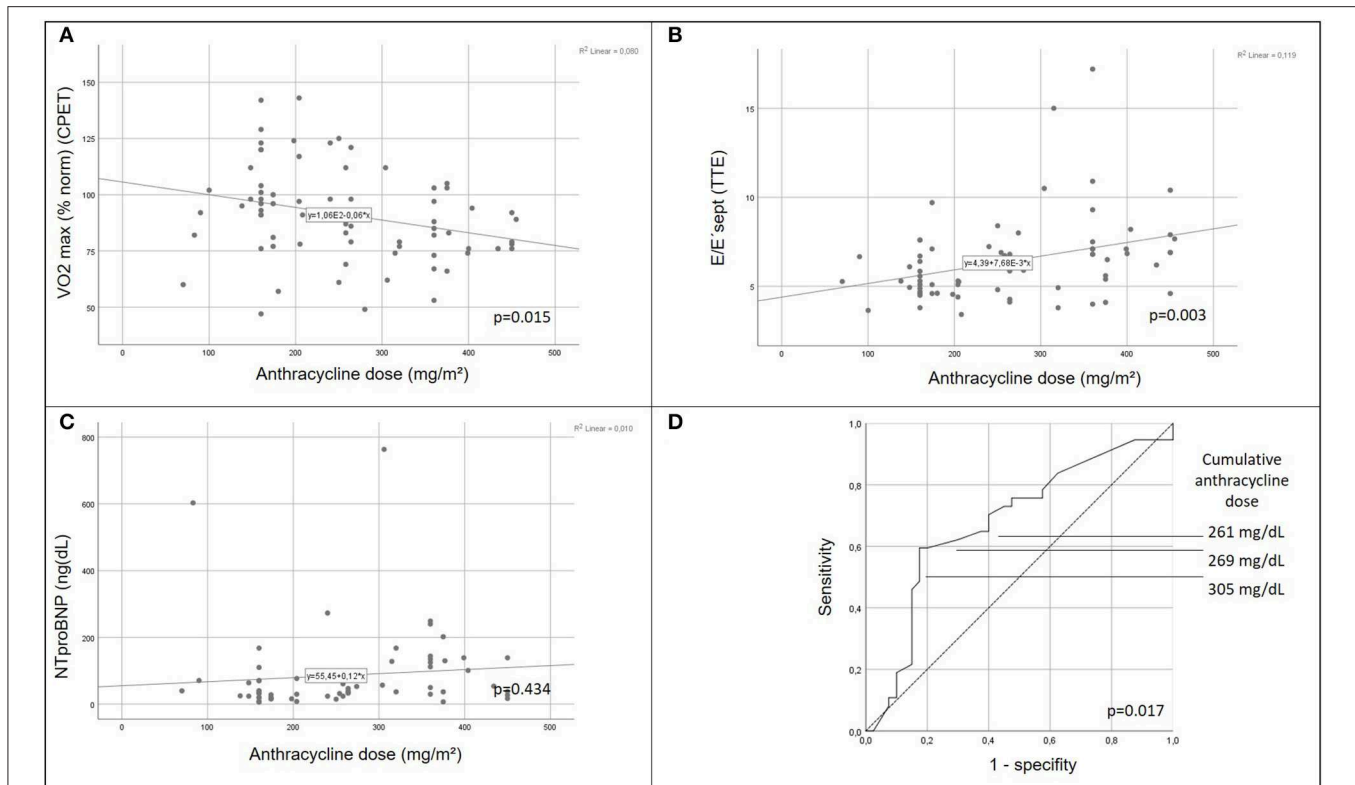 A
R² Linear = 0,080
VO2 max (% norm) (CPET)
150
125
100
75
50
y=1,06E2-0,06*x
p=0.015
0 100 200 300 400 500
Anthracycline dose (mg/m²)
B
R² Linear = 0,119
E/E´sept (TTE)
15
10
5
0
y=4,39+7,68E-3*x
p=0.003
0 100 200 300 400 500
Anthracycline dose (mg/m²)
C
R² Linear = 0,010
NTproBNP (ng(dL)
800
600
400
200
0
y=55,45+0,12*x
p=0.434
0 100 200 300 400 500
Anthracycline dose (mg/m²)
D
Sensitivity
1,0
0,8
0,6
0,4
0,2
0,0
Cumulative
anthracycline
dose
261 mg/dL
269 mg/dL
305 mg/dL
p=0.017
0,0 0,2 0,4 0,6 0,8 1,0
1 - specifity